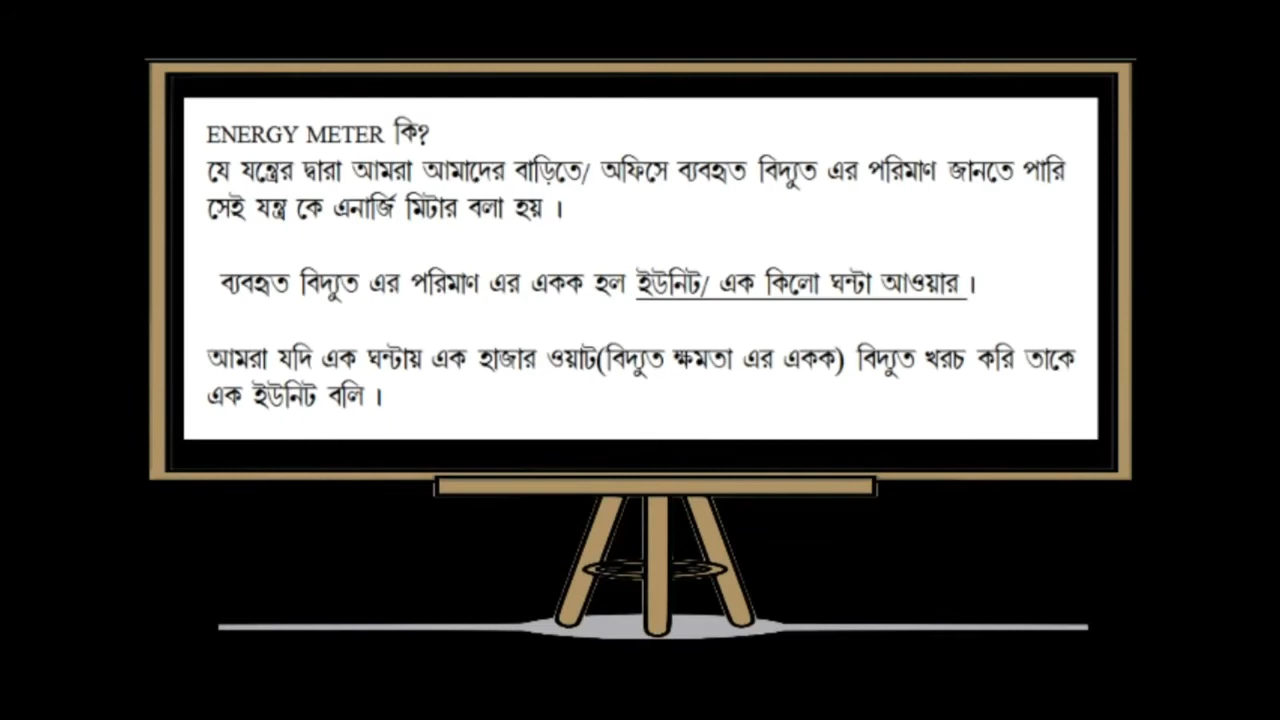 ENERGY METER কি?
যে যন্ত্রের দ্বারা আমরা আমাদের বাড়িতে/ অফিসে ব্যবহৃত বিদ্যুত এর পরিমাণ জানতে পারি
সেই যন্ত্র কে এনার্জি মিটার বলা হয় ।
ব্যবহৃত বিদ্যুত এর পরিমাণ এর একক হল ইউনিট/ এক কিলো ঘন্টা আওয়ার ।
আমরা যদি এক ঘন্টায় এক হাজার ওয়াট(বিদ্যুত ক্ষমতা এর একক) বিদ্যুত খরচ করি তাকে
এক ইউনিট বলি ।